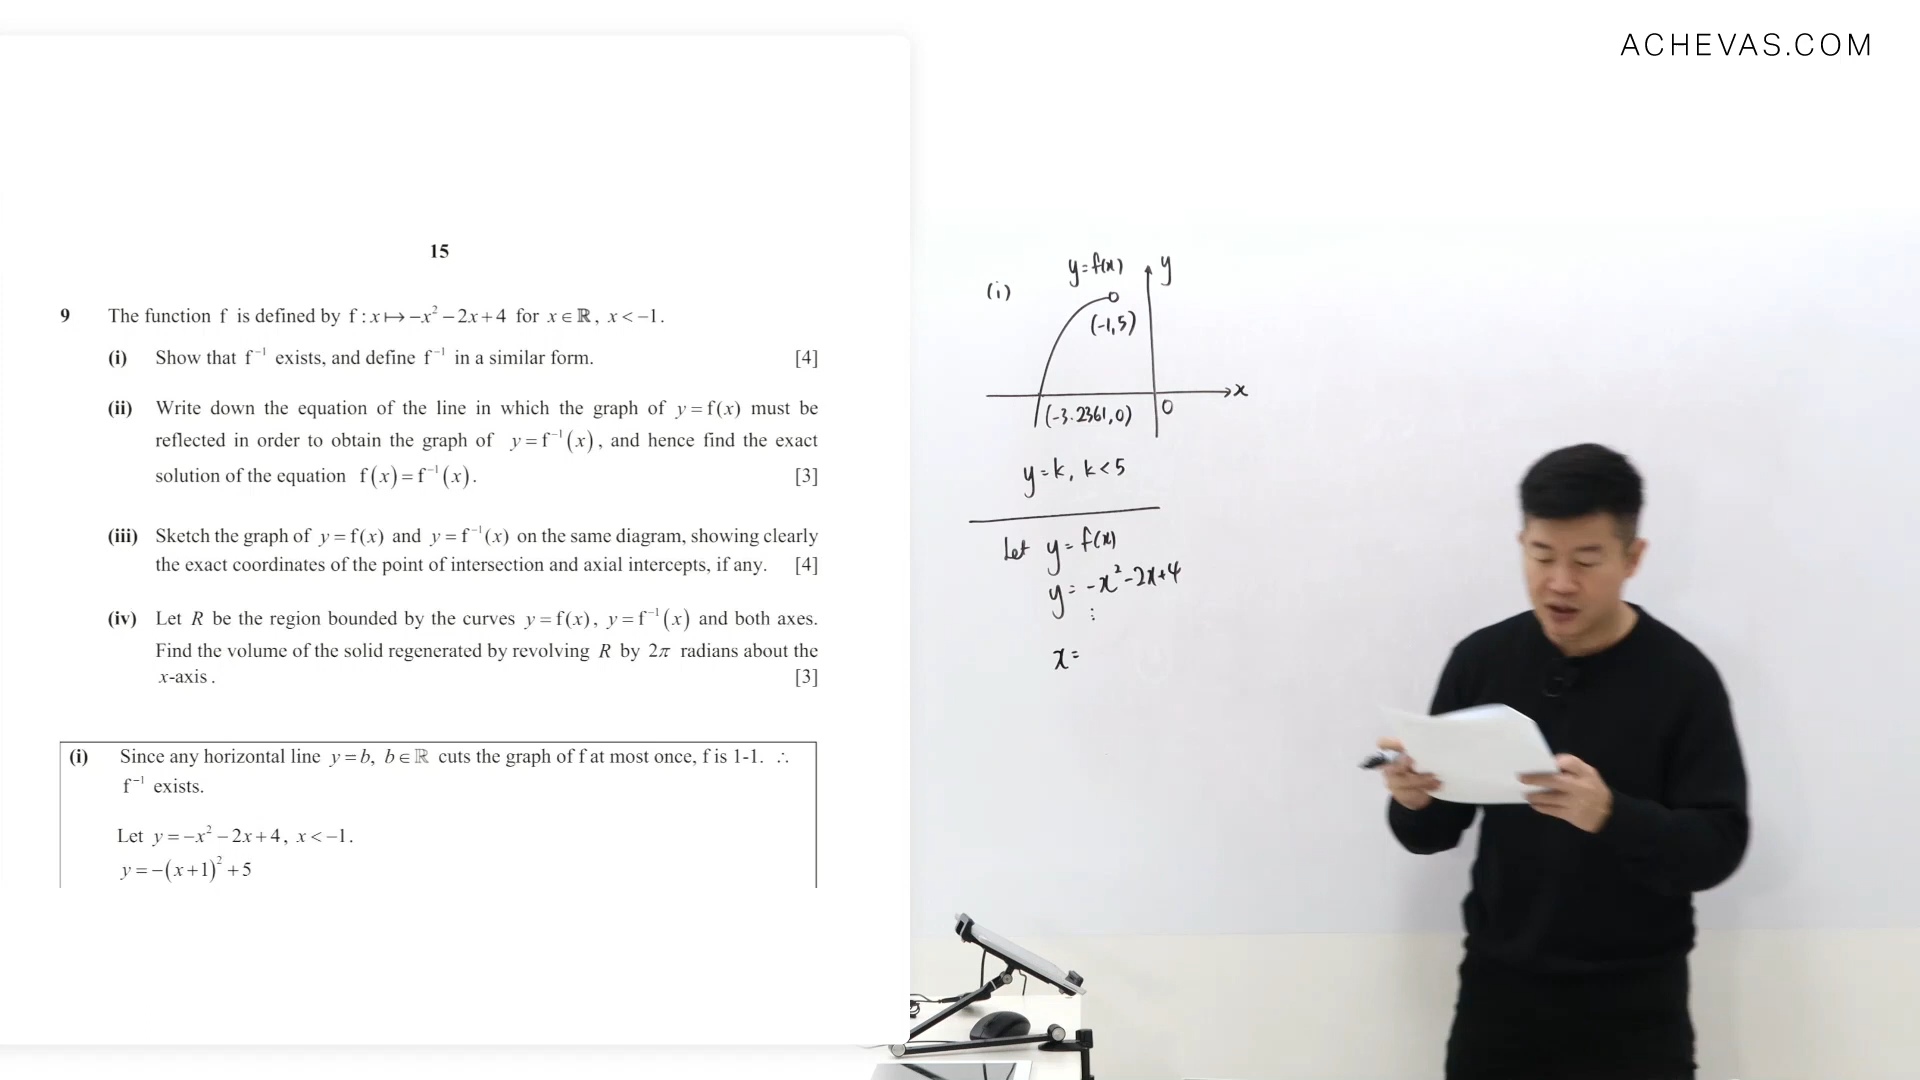 ACHEVAS.COM
15
9 The function f is defined by f : x ↦ −x² − 2x + 4 for x ∈ ℝ, x < −1.
(i) Show that f⁻¹ exists, and define f⁻¹ in a similar form. [4]
(ii) Write down the equation of the line in which the graph of y = f(x) must be
reflected in order to obtain the graph of y = f⁻¹(x), and hence find the exact
solution of the equation f(x) = f⁻¹(x). [3]
(iii) Sketch the graph of y = f(x) and y = f⁻¹(x) on the same diagram, showing clearly
the exact coordinates of the point of intersection and axial intercepts, if any. [4]
(iv) Let R be the region bounded by the curves y = f(x), y = f⁻¹(x) and both axes.
Find the volume of the solid regenerated by revolving R by 2π radians about the
x-axis. [3]
(i) Since any horizontal line y = b, b ∈ ℝ cuts the graph of f at most once, f is 1-1. ∴
f⁻¹ exists.
Let y = −x² − 2x + 4, x < −1.
y = −(x+1)² + 5
(i)
y = f(x)
y
(-1,5)
x
(-3.2361,0)
O
y = k, k < 5
Let y = f(x)
y = -x² - 2x + 4
⋮
x =